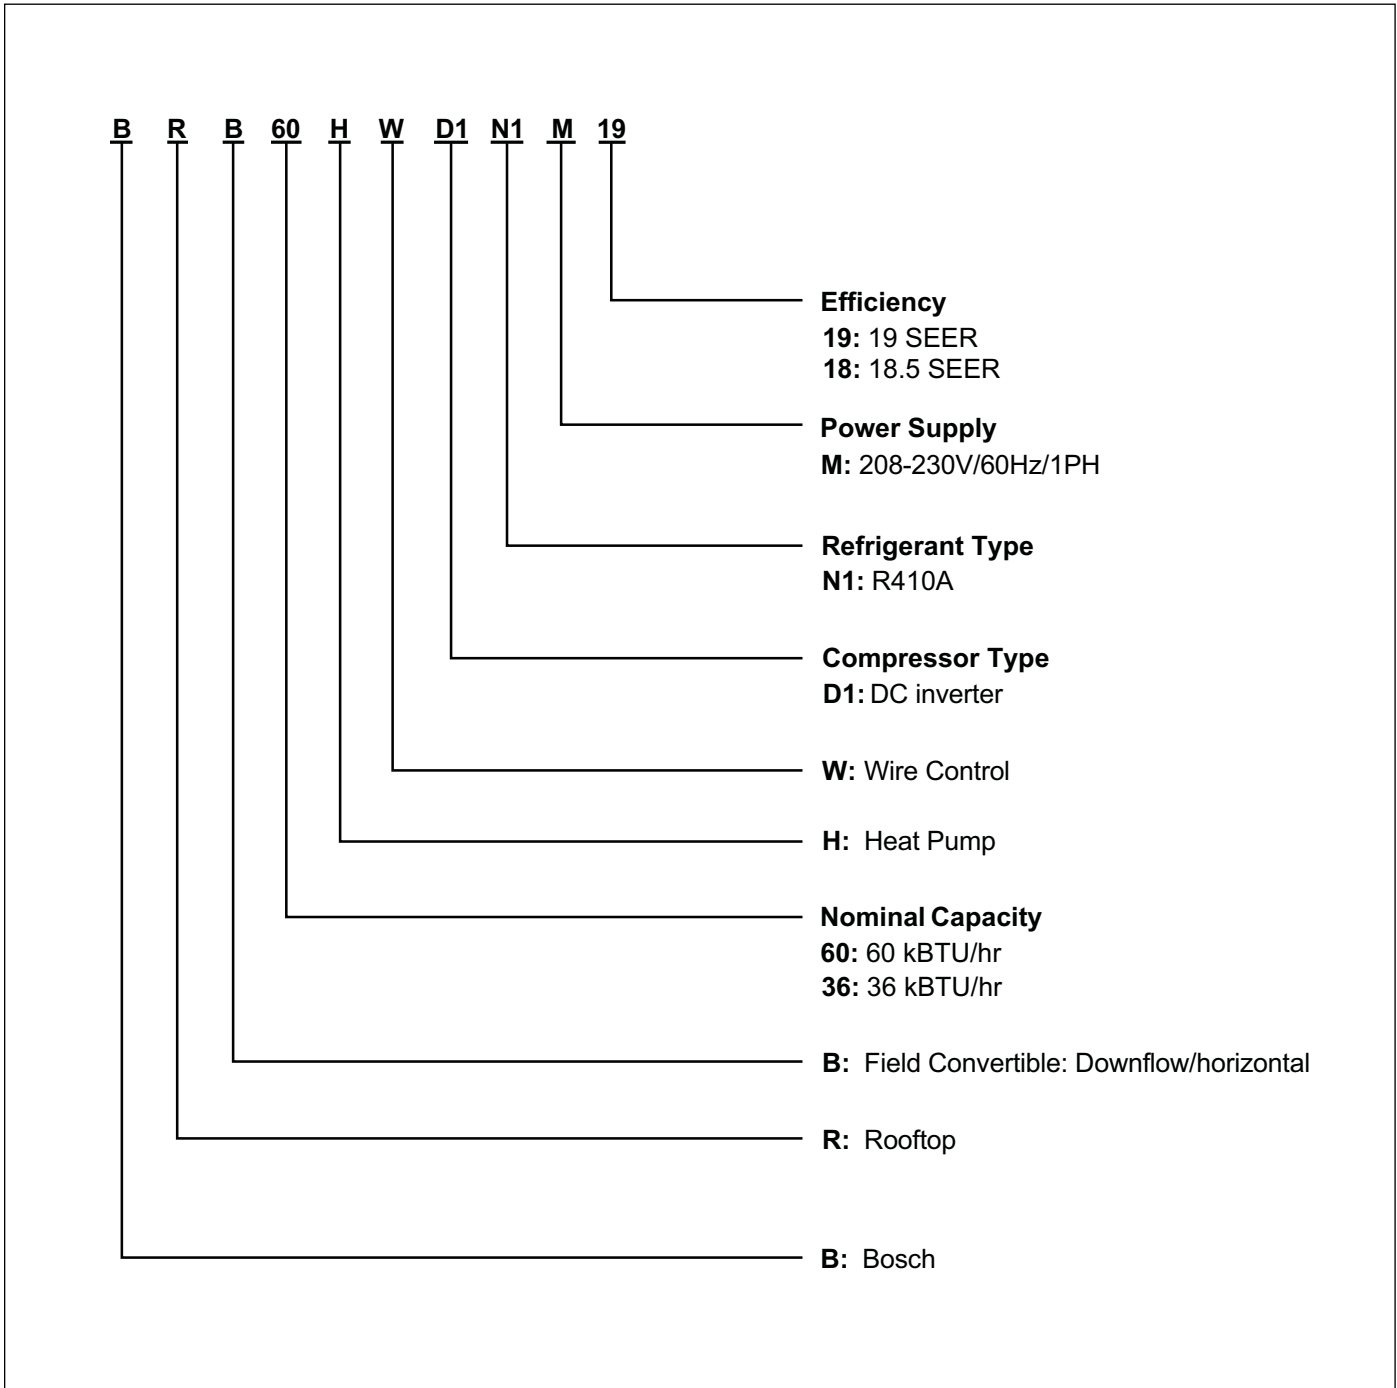 B R B 60 H W D1 N1 M 19
Efficiency
19: 19 SEER
18: 18.5 SEER
Power Supply
M: 208-230V/60Hz/1PH
Refrigerant Type
N1: R410A
Compressor Type
D1: DC inverter
W: Wire Control
H: Heat Pump
Nominal Capacity
60: 60 kBTU/hr
36: 36 kBTU/hr
B: Field Convertible: Downflow/horizontal
R: Rooftop
B: Bosch